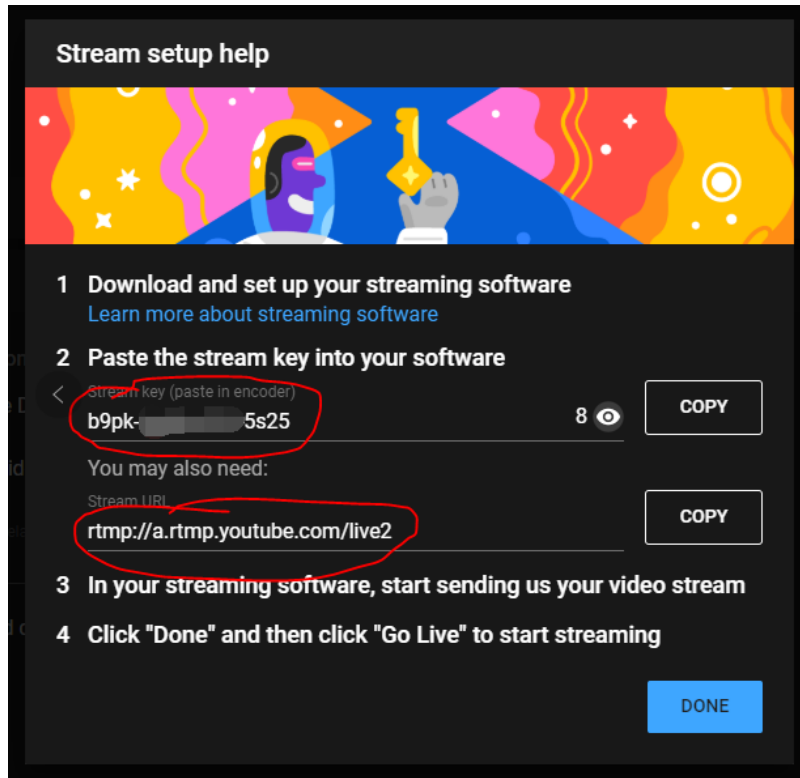 Stream setup help
1 Download and set up your streaming software
Learn more about streaming software
2 Paste the stream key into your software
Stream key (paste in encoder)
b9pk- 5s25 8 COPY
You may also need:
Stream URL
rtmp://a.rtmp.youtube.com/live2 COPY
3 In your streaming software, start sending us your video stream
4 Click "Done" and then click "Go Live" to start streaming
DONE